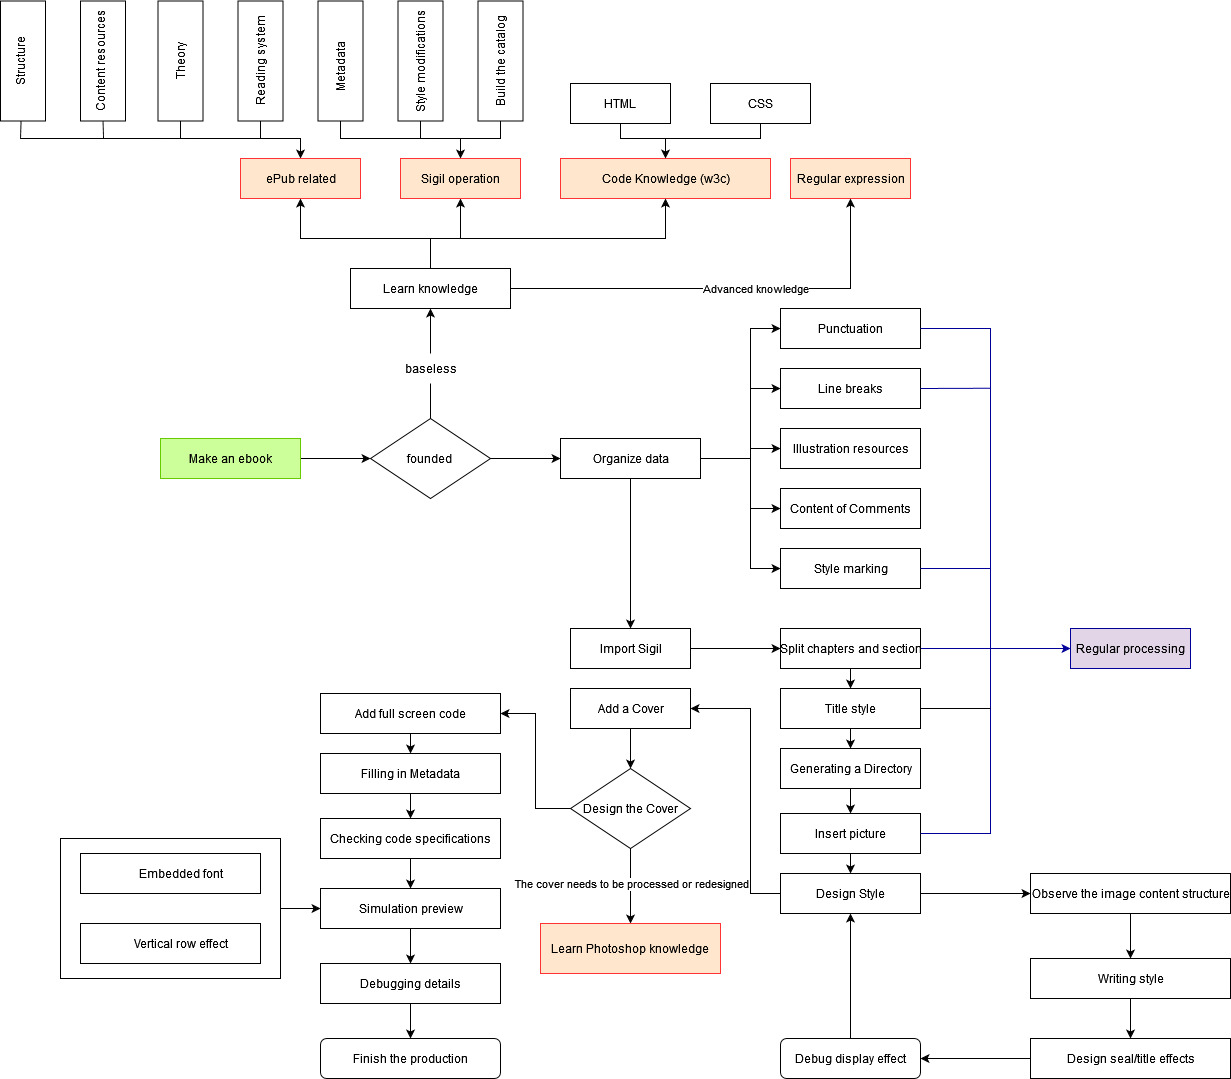 Structure
Content resources
Theory
Reading system
Metadata
Style modifications
Build the catalog
HTML
CSS
ePub related
Sigil operation
Code Knowledge (w3c)
Regular expression
Learn knowledge
Advanced knowledge
Punctuation
baseless
Line breaks
Make an ebook
founded
Organize data
Illustration resources
Content of Comments
Style marking
Import Sigil
Split chapters and section
Regular processing
Add full screen code
Add a Cover
Title style
Filling in Metadata
Generating a Directory
Design the Cover
Checking code specifications
Insert picture
Embedded font
The cover needs to be processed or redesigned
Design Style
Observe the image content structure
Simulation preview
Vertical row effect
Learn Photoshop knowledge
Debugging details
Writing style
Finish the production
Debug display effect
Design seal/title effects